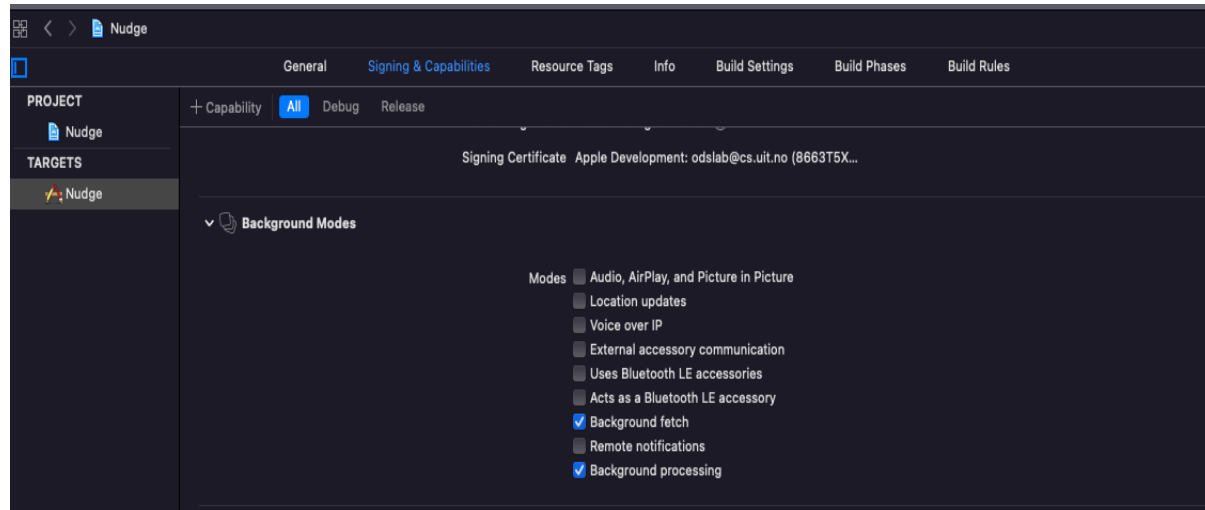 Nudge
General Signing & Capabilities Resource Tags Info Build Settings Build Phases Build Rules
PROJECT
Nudge
TARGETS
Nudge
+ Capability All Debug Release
Signing Certificate Apple Development: odslab@cs.uit.no (8663T5X...
Background Modes
Modes Audio, AirPlay, and Picture in Picture
Location updates
Voice over IP
External accessory communication
Uses Bluetooth LE accessories
Acts as a Bluetooth LE accessory
Background fetch
Remote notifications
Background processing